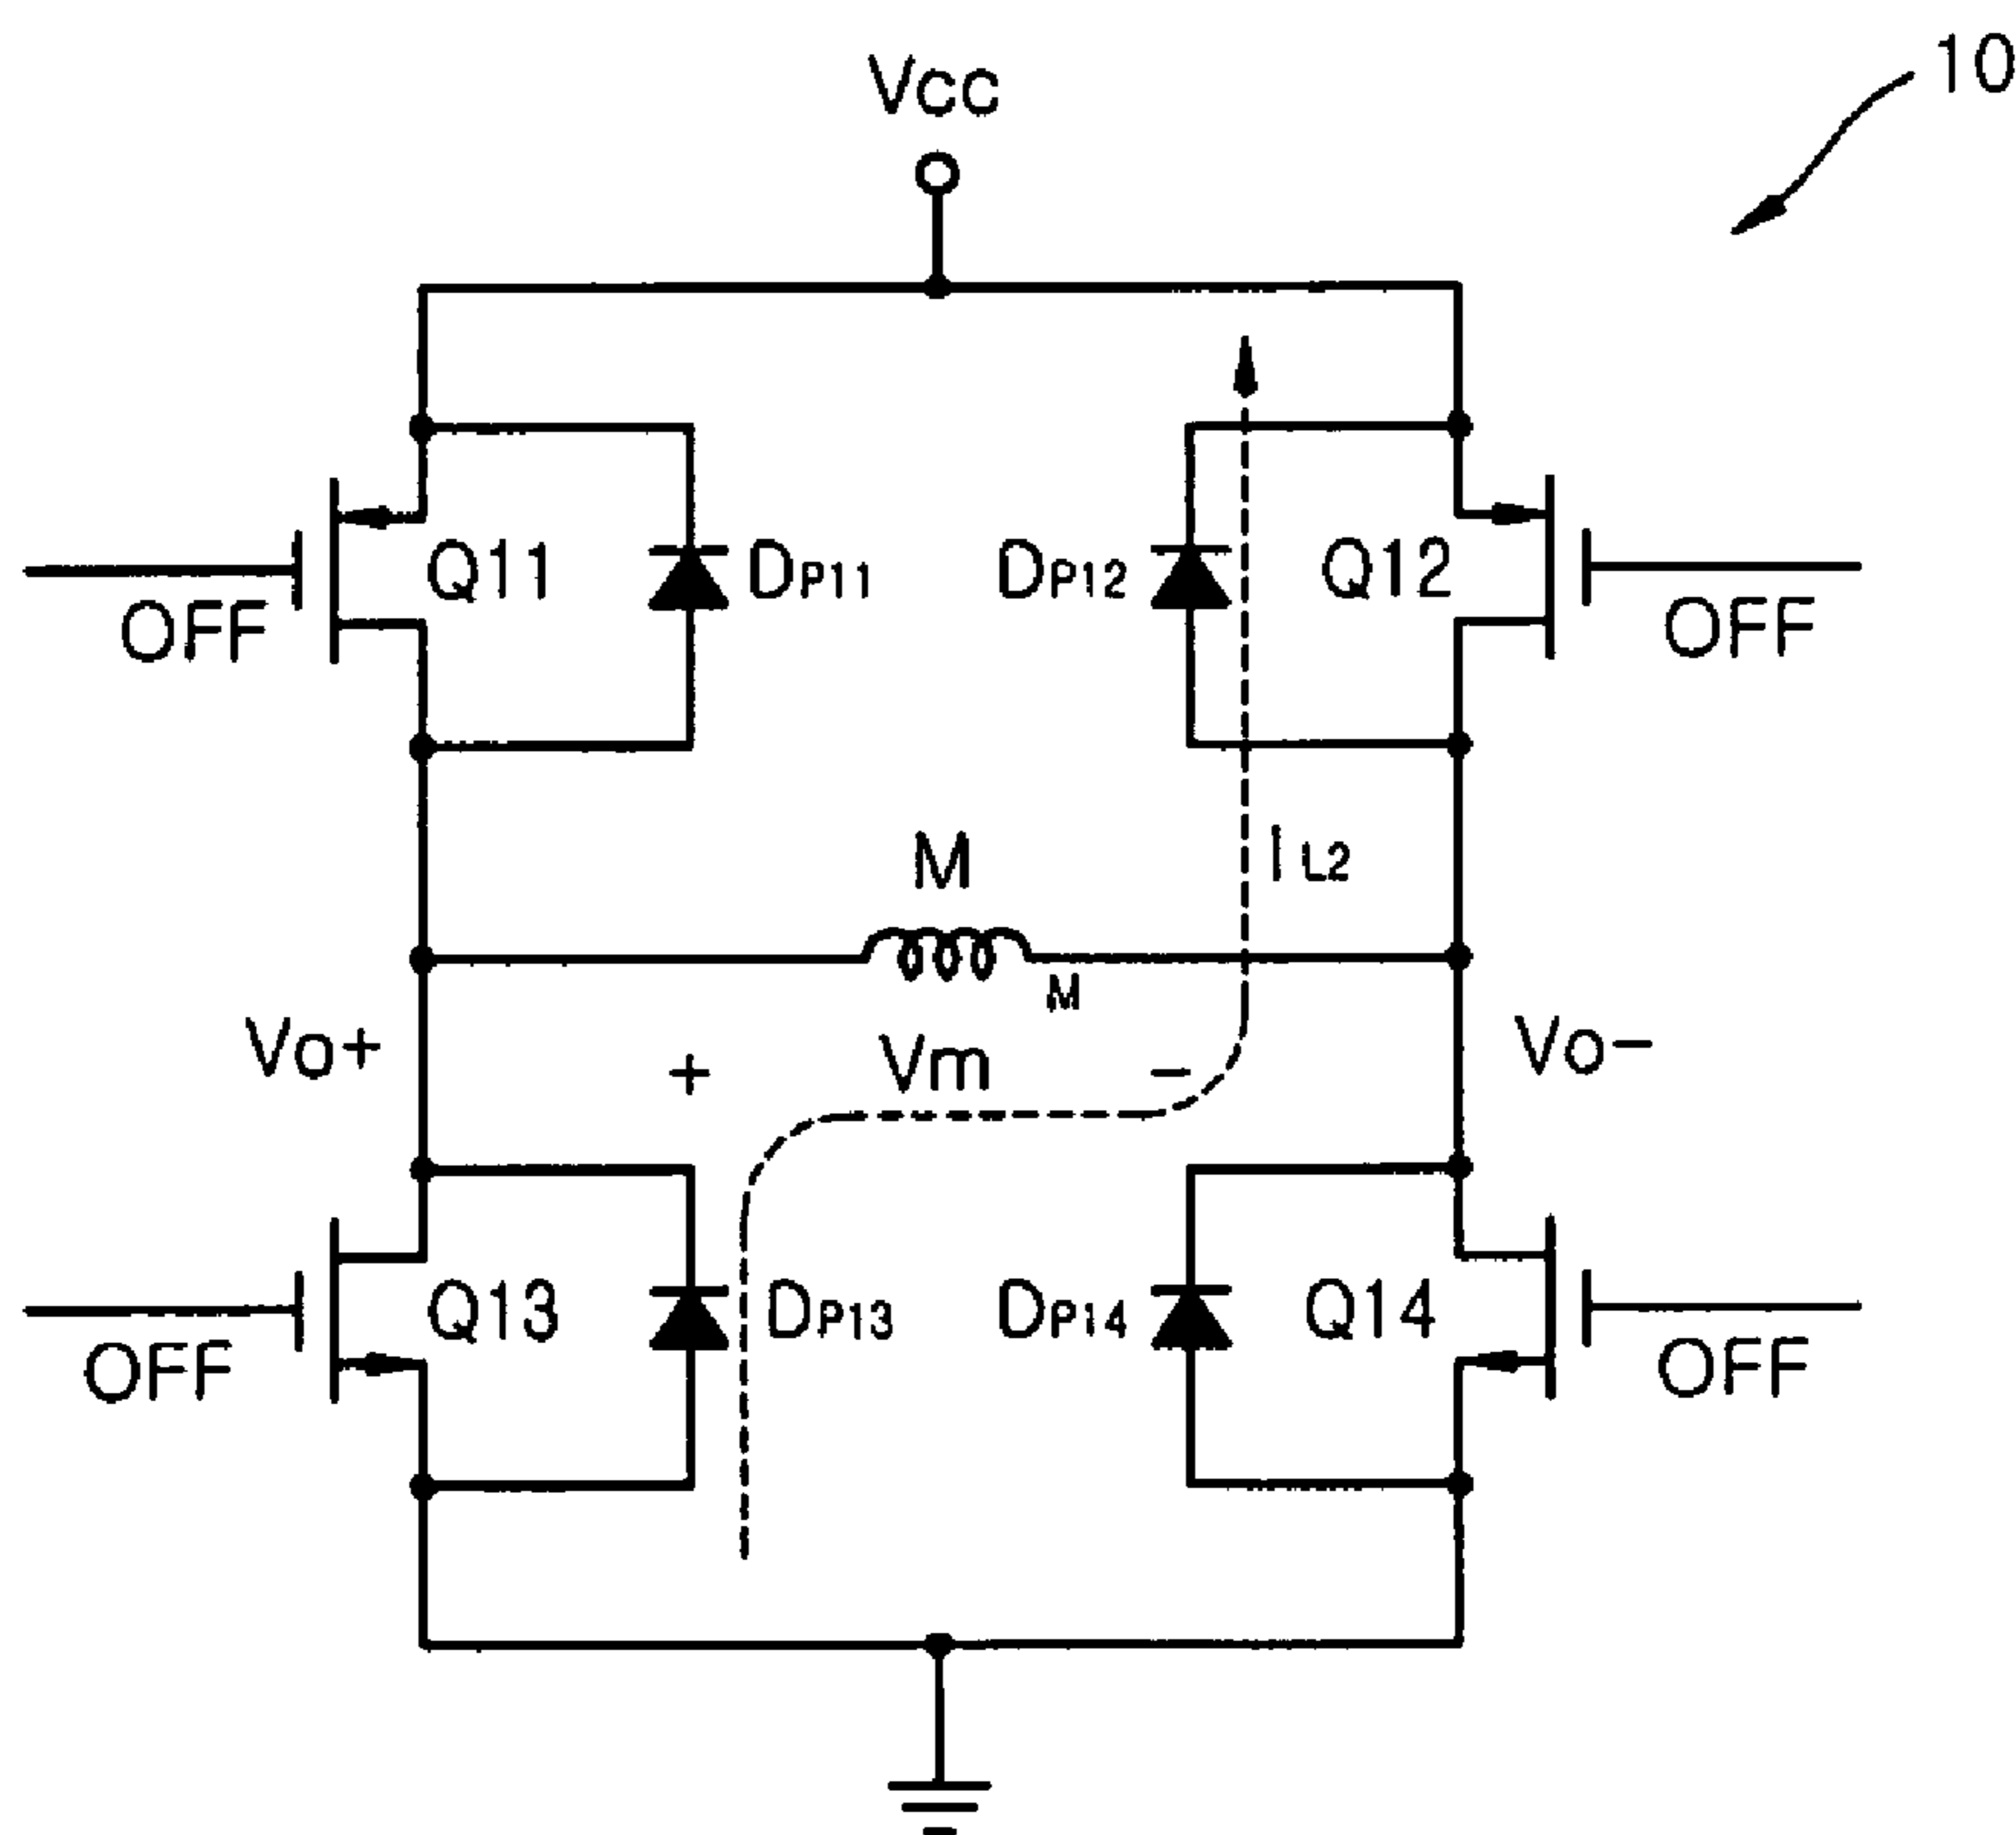 10
Vcc
Q11
DP11
DP12
Q12
OFF
OFF
M
IL2
M
Vo+
+
Vm
−
Vo−
Q13
DP13
DP14
Q14
OFF
OFF